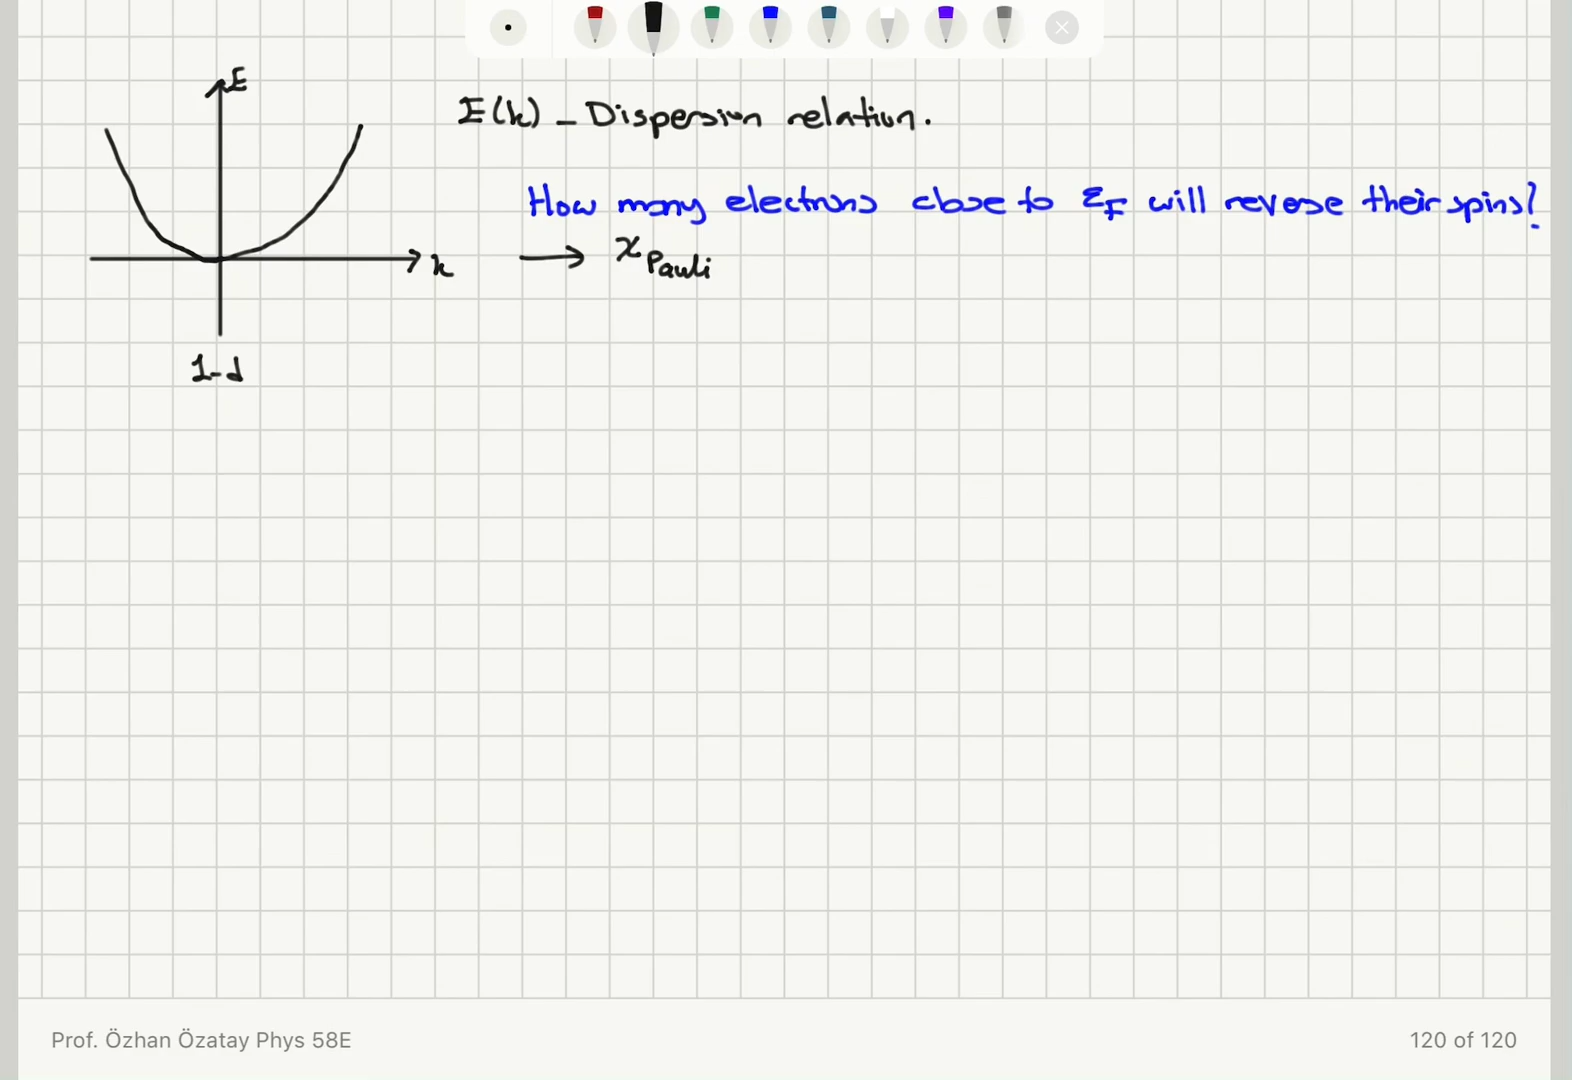 E
E(k) – Dispersion relation.
How many electrons close to εF will reverse their spins?
k
→ χPauli
1-d
Prof. Özhan Özatay Phys 58E
120 of 120